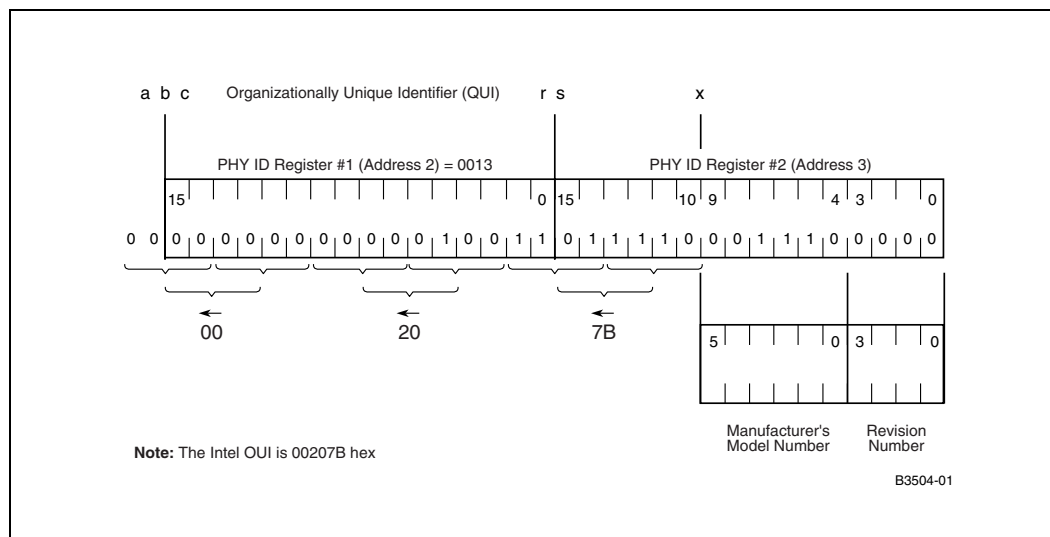 a b c Organizationally Unique Identifier (QUI) r s x
PHY ID Register #1 (Address 2) = 0013 PHY ID Register #2 (Address 3)
15 0 15 10 9 4 3 0
0 0 0 0 0 0 0 0 0 0 0 0 0 1 0 0 1 1 0 1 1 1 1 0 0 0 1 1 1 0 0 0 0 0
00 20 7B
5 0 3 0
Manufacturer's Model Number Revision Number
Note: The Intel OUI is 00207B hex
B3504-01